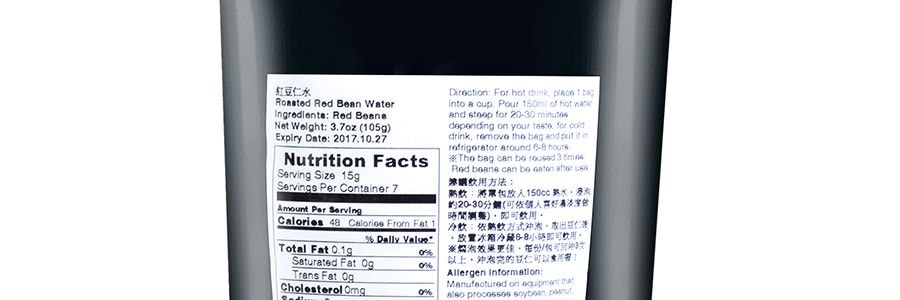 紅豆仁水
Roasted Red Bean Water
Ingredients: Red Beans
Net Weight: 3.7oz (105g)
Expiry Date: 2017.10.27
Nutrition Facts
Serving Size 15g
Servings Per Container 7
Amount Per Serving
Calories 48 Calories From Fat 1
% Daily Value*
Total Fat 0.1g 0%
Saturated Fat 0g 0%
Trans Fat 0g
Cholesterol 0mg 0%
Direction: For hot drink, place 1 bag
into a cup. Pour 150ml of hot water
and steep for 20-30 minutes
depending on your taste; for cold
drink, remove the bag and put it in
refrigerator around 6-8 hours.
※The bag can be reused 3 times.
Red beans can be eaten after use
飲用方法：
熱飲：將單包放入150cc 熱水，浸泡
約20-30分鐘(可依個人喜好濃淡度做
時間調整)，即可飲用。
冷飲：依熱飲方式沖泡，取出豆仁後
，放置冰箱冷藏6-8小時即可飲用。
※燜泡效果更佳，每份/包可回沖3次
以上，沖泡完的豆仁可以食用喔！
Allergen Information:
Manufactured on equipment that
also processes soybean, peanut,